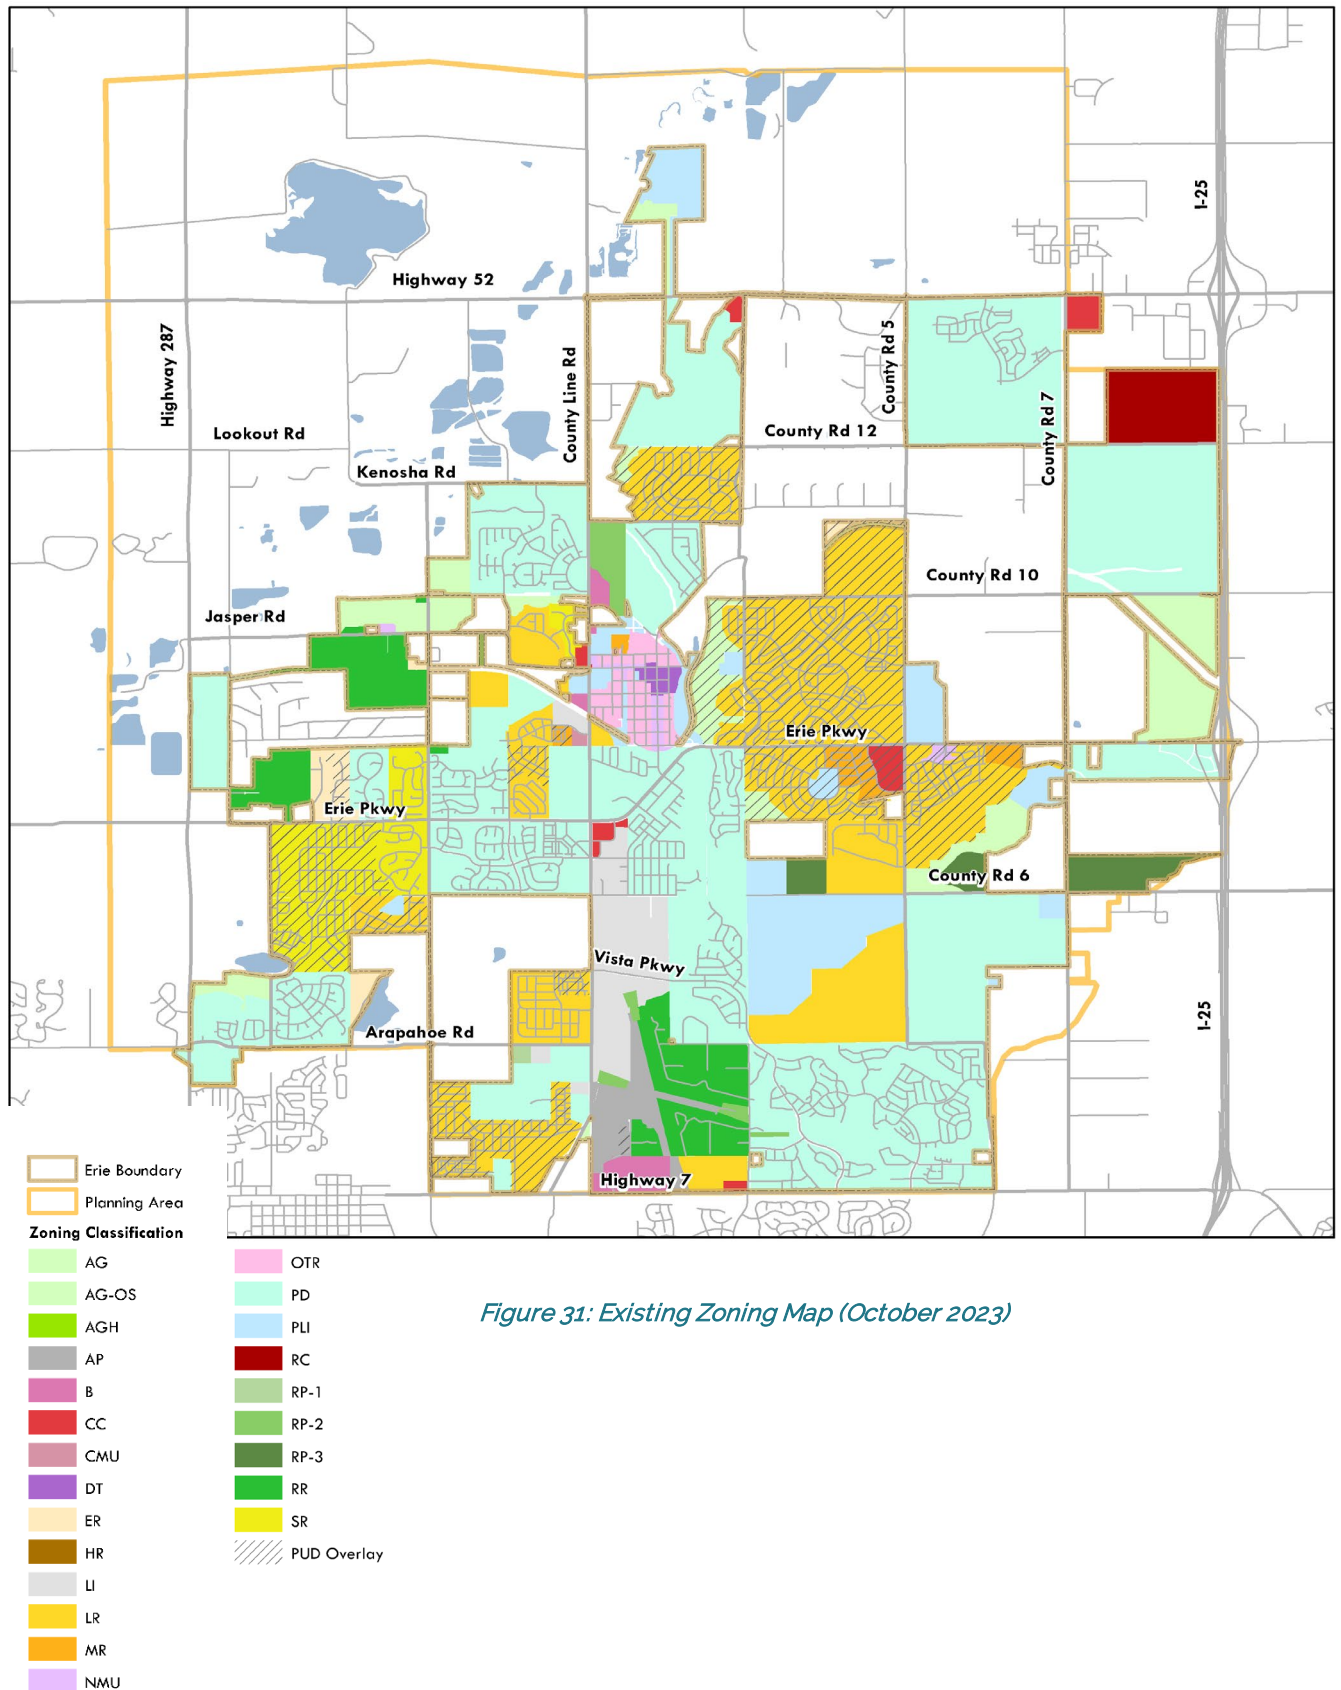 I-25
Highway 52
Highway 287
County Line Rd
County Rd 5
County Rd 7
Lookout Rd
County Rd 12
Kenosha Rd
County Rd 10
Jasper Rd
Erie Pkwy
Erie Pkwy
County Rd 6
Vista Pkwy
I-25
Arapahoe Rd
Highway 7
Erie Boundary
Planning Area
Zoning Classification
AG
AG-OS
AGH
AP
B
CC
CMU
DT
ER
HR
LI
LR
MR
NMU
OTR
PD
PLI
RC
RP-1
RP-2
RP-3
RR
SR
PUD Overlay
Figure 31: Existing Zoning Map (October 2023)